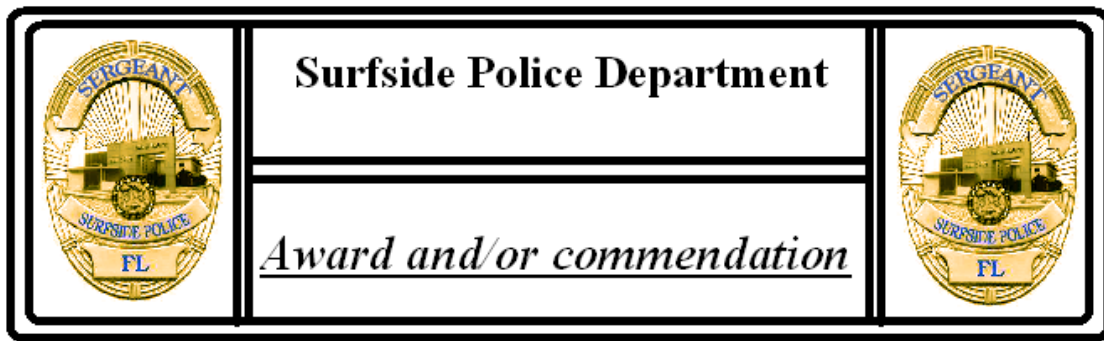 SERGEANT
SURFSIDE POLICE
FL
Surfside Police Department
Award and/or commendation
SERGEANT
SURFSIDE POLICE
FL